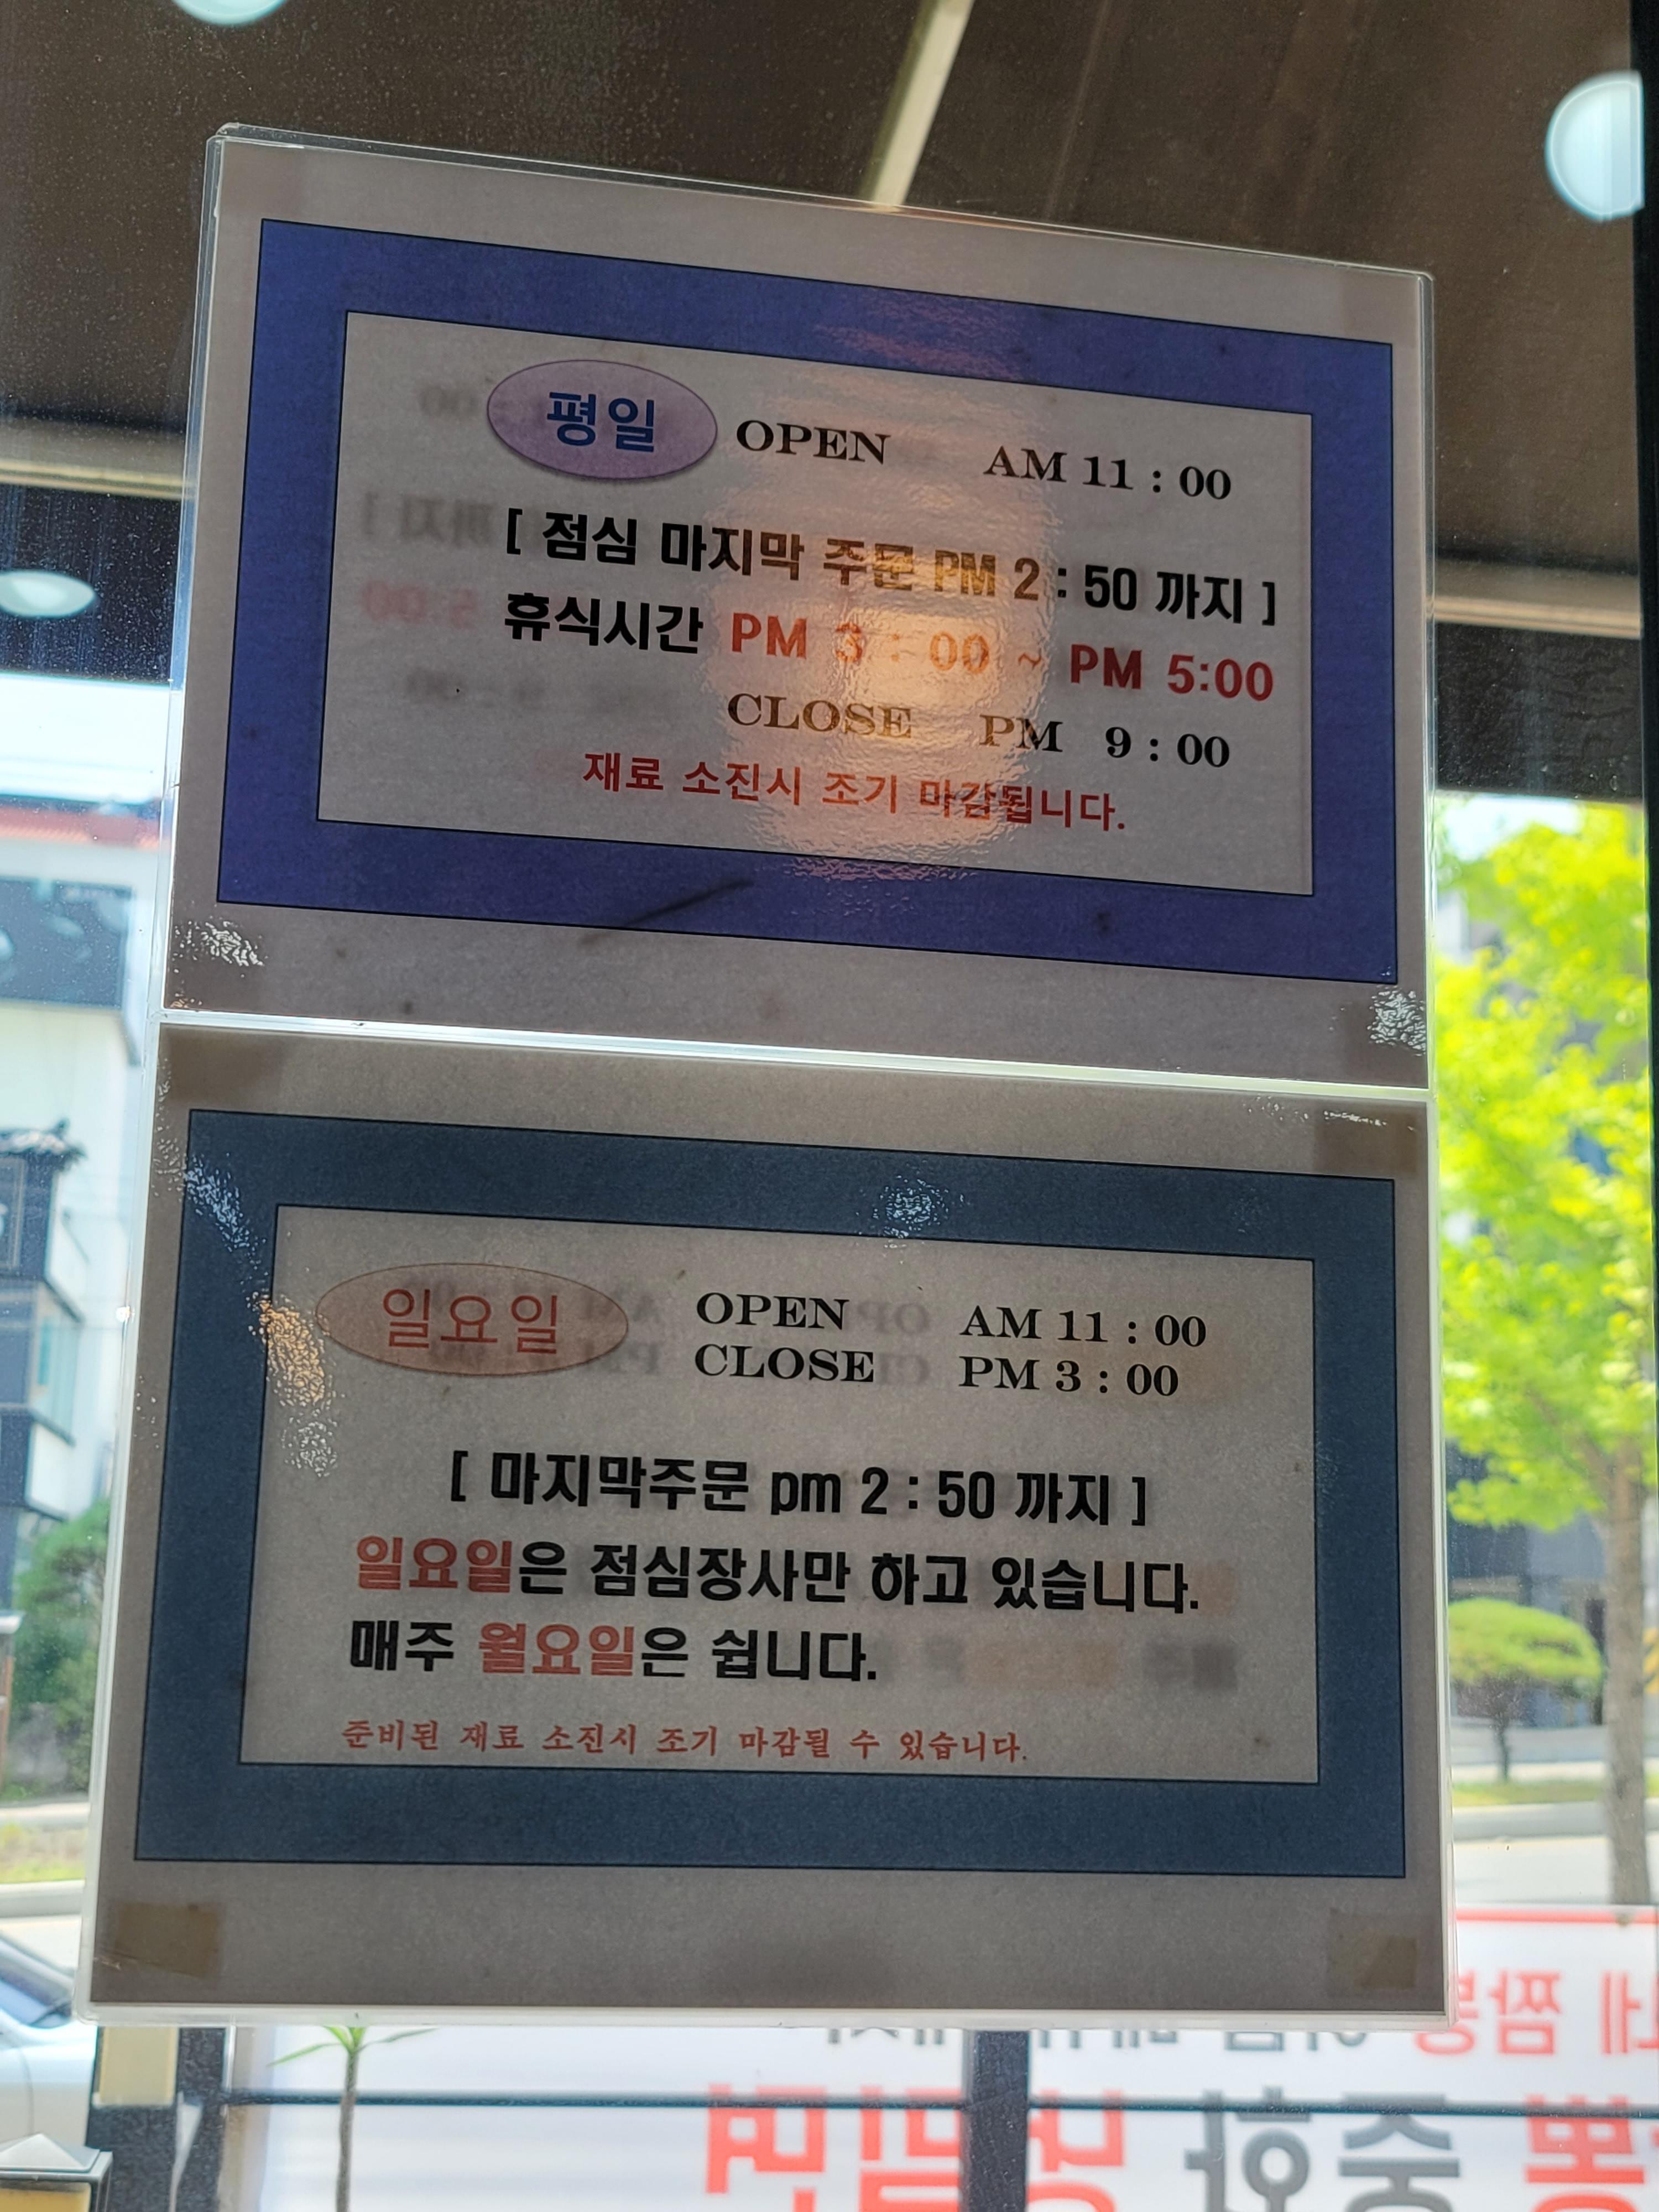 평일 OPEN AM 11 : 00
[ 점심 마지막 주문 PM 2 : 50 까지 ]
휴식시간 PM 3 : 00 ~ PM 5:00
CLOSE PM 9 : 00
재료 소진시 조기 마감됩니다.
일요일 OPEN AM 11 : 00
CLOSE PM 3 : 00
[ 마지막주문 pm 2 : 50 까지 ]
일요일은 점심장사만 하고 있습니다.
매주 월요일은 쉽니다.
준비된 재료 소진시 조기 마감될 수 있습니다.